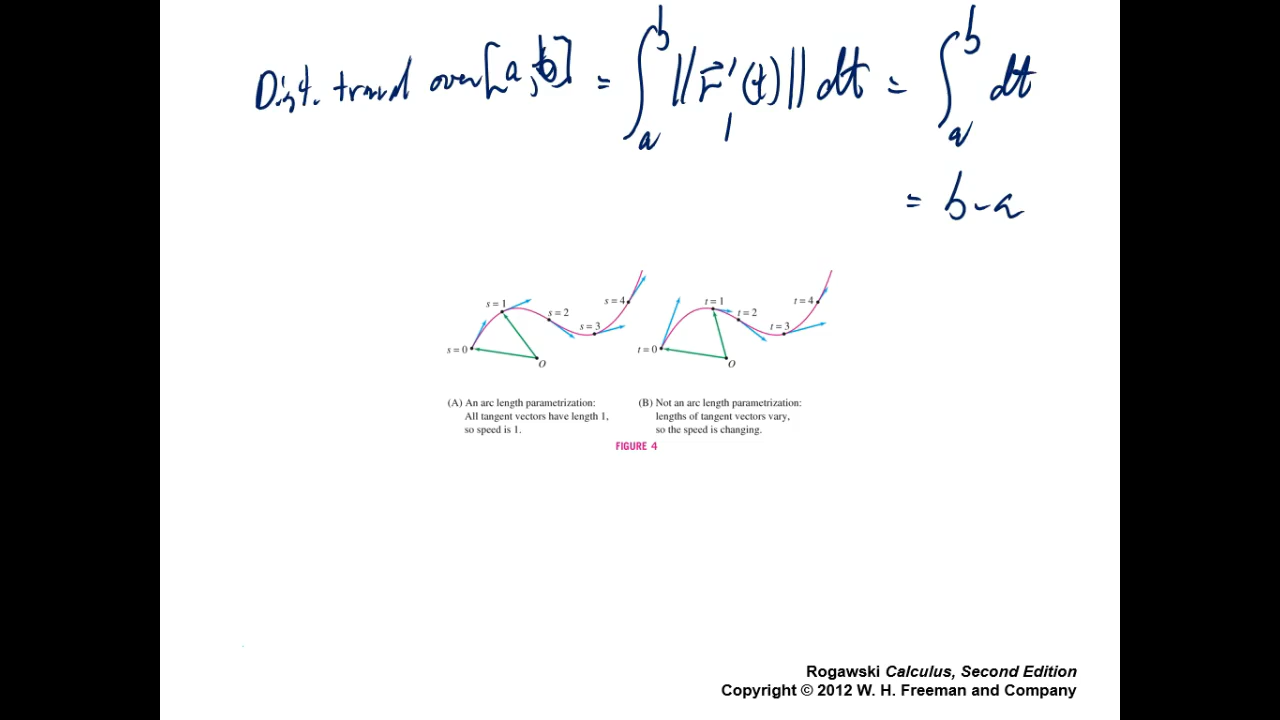 Dist. travel over [a, b] = ∫_a^b ||r⃗'(t)|| dt = ∫_a^b dt
1
= b-a
s = 0 s = 1 s = 2 s = 3 s = 4 O
t = 0 t = 1 t = 2 t = 3 t = 4 O
(A) An arc length parametrization:
All tangent vectors have length 1,
so speed is 1.
(B) Not an arc length parametrization:
lengths of tangent vectors vary,
so the speed is changing.
FIGURE 4
Rogawski Calculus, Second Edition
Copyright © 2012 W. H. Freeman and Company